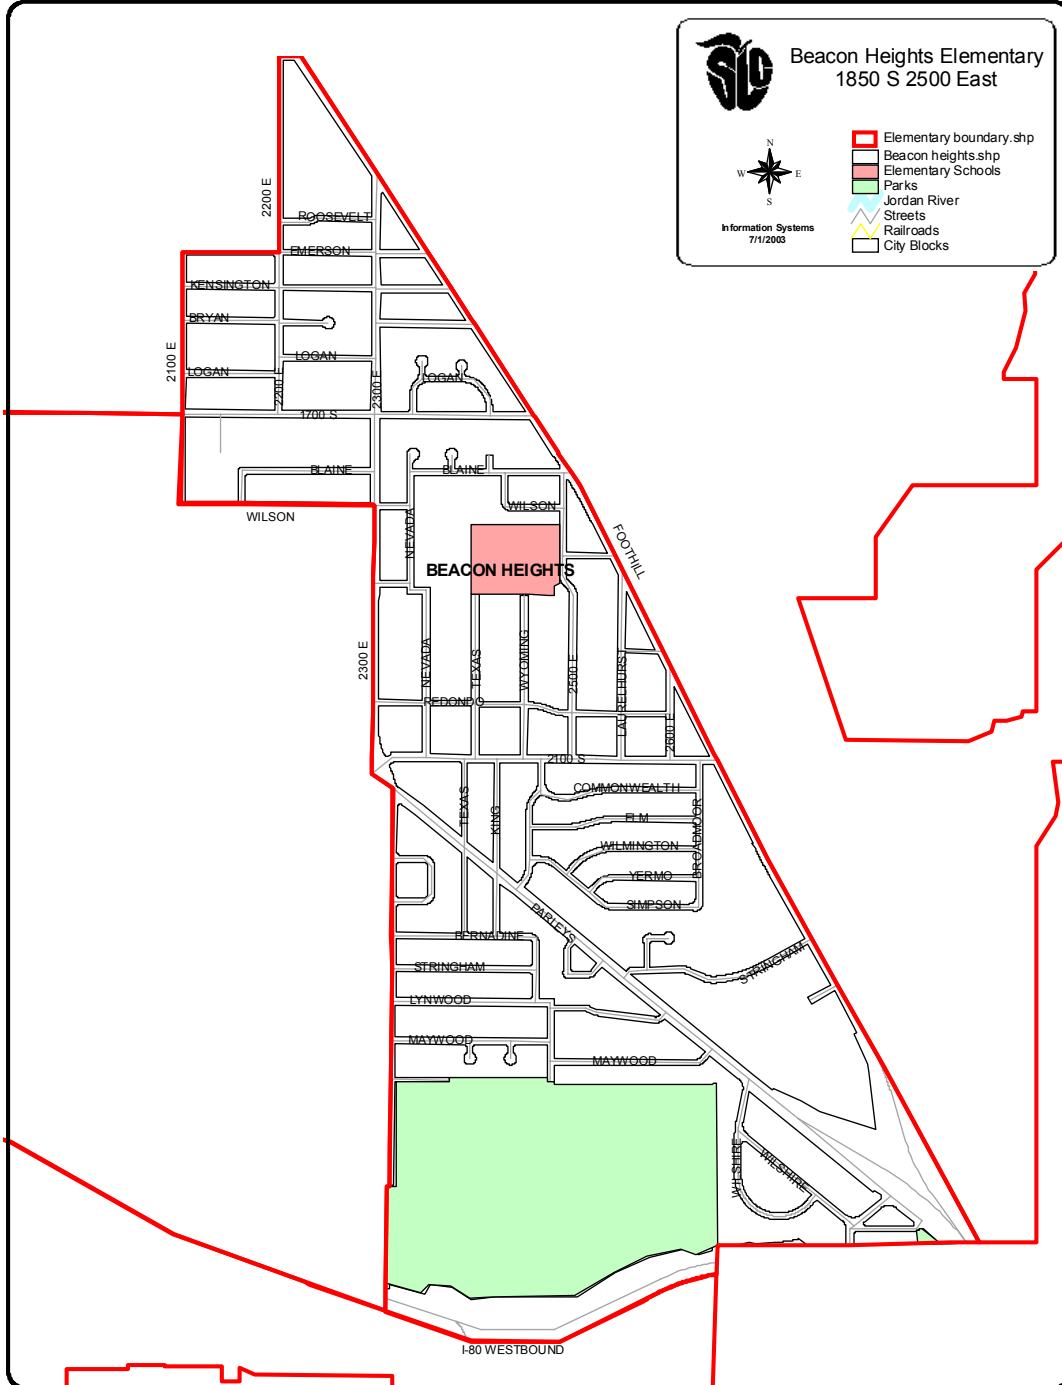 SLC
Beacon Heights Elementary
1850 S 2500 East
N
W E
S
Information Systems
7/1/2003
Elementary boundary.shp
Beacon heights.shp
Elementary Schools
Parks
Jordan River
Streets
Railroads
City Blocks
2200 E
ROOSEVELT
EMERSON
KENSINGTON
BRYAN
2100 E
LOGAN
LOGAN
LOGAN
2200 E
2300 E
1700 S
BLAINE
BLAINE
WILSON
WILSON
NEVADA
FOOTHILL
BEACON HEIGHTS
2300 E
NEVADA
TEXAS
WYOMING
2500 E
LAURELHURST
REDONDO
2600 E
2100 S
COMMONWEALTH
TEXAS
KING
ELM
BROADMOOR
WILMINGTON
YERMO
SIMPSON
PARLEYS
BERNADINE
STRINGHAM
STRINGHAM
LYNWOOD
MAYWOOD
MAYWOOD
WILSHIRE
WILSHIRE
I-80 WESTBOUND